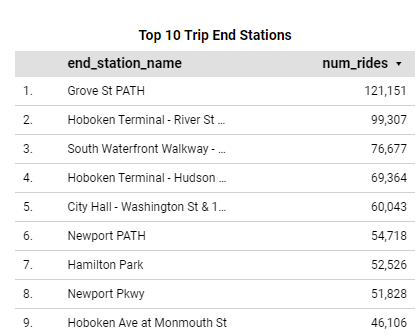 Top 10 Trip End Stations
end_station_name num_rides
1. Grove St PATH 121,151
2. Hoboken Terminal - River St ... 99,307
3. South Waterfront Walkway - ... 76,677
4. Hoboken Terminal - Hudson ... 69,364
5. City Hall - Washington St & 1... 60,043
6. Newport PATH 54,718
7. Hamilton Park 52,526
8. Newport Pkwy 51,828
9. Hoboken Ave at Monmouth St 46,106